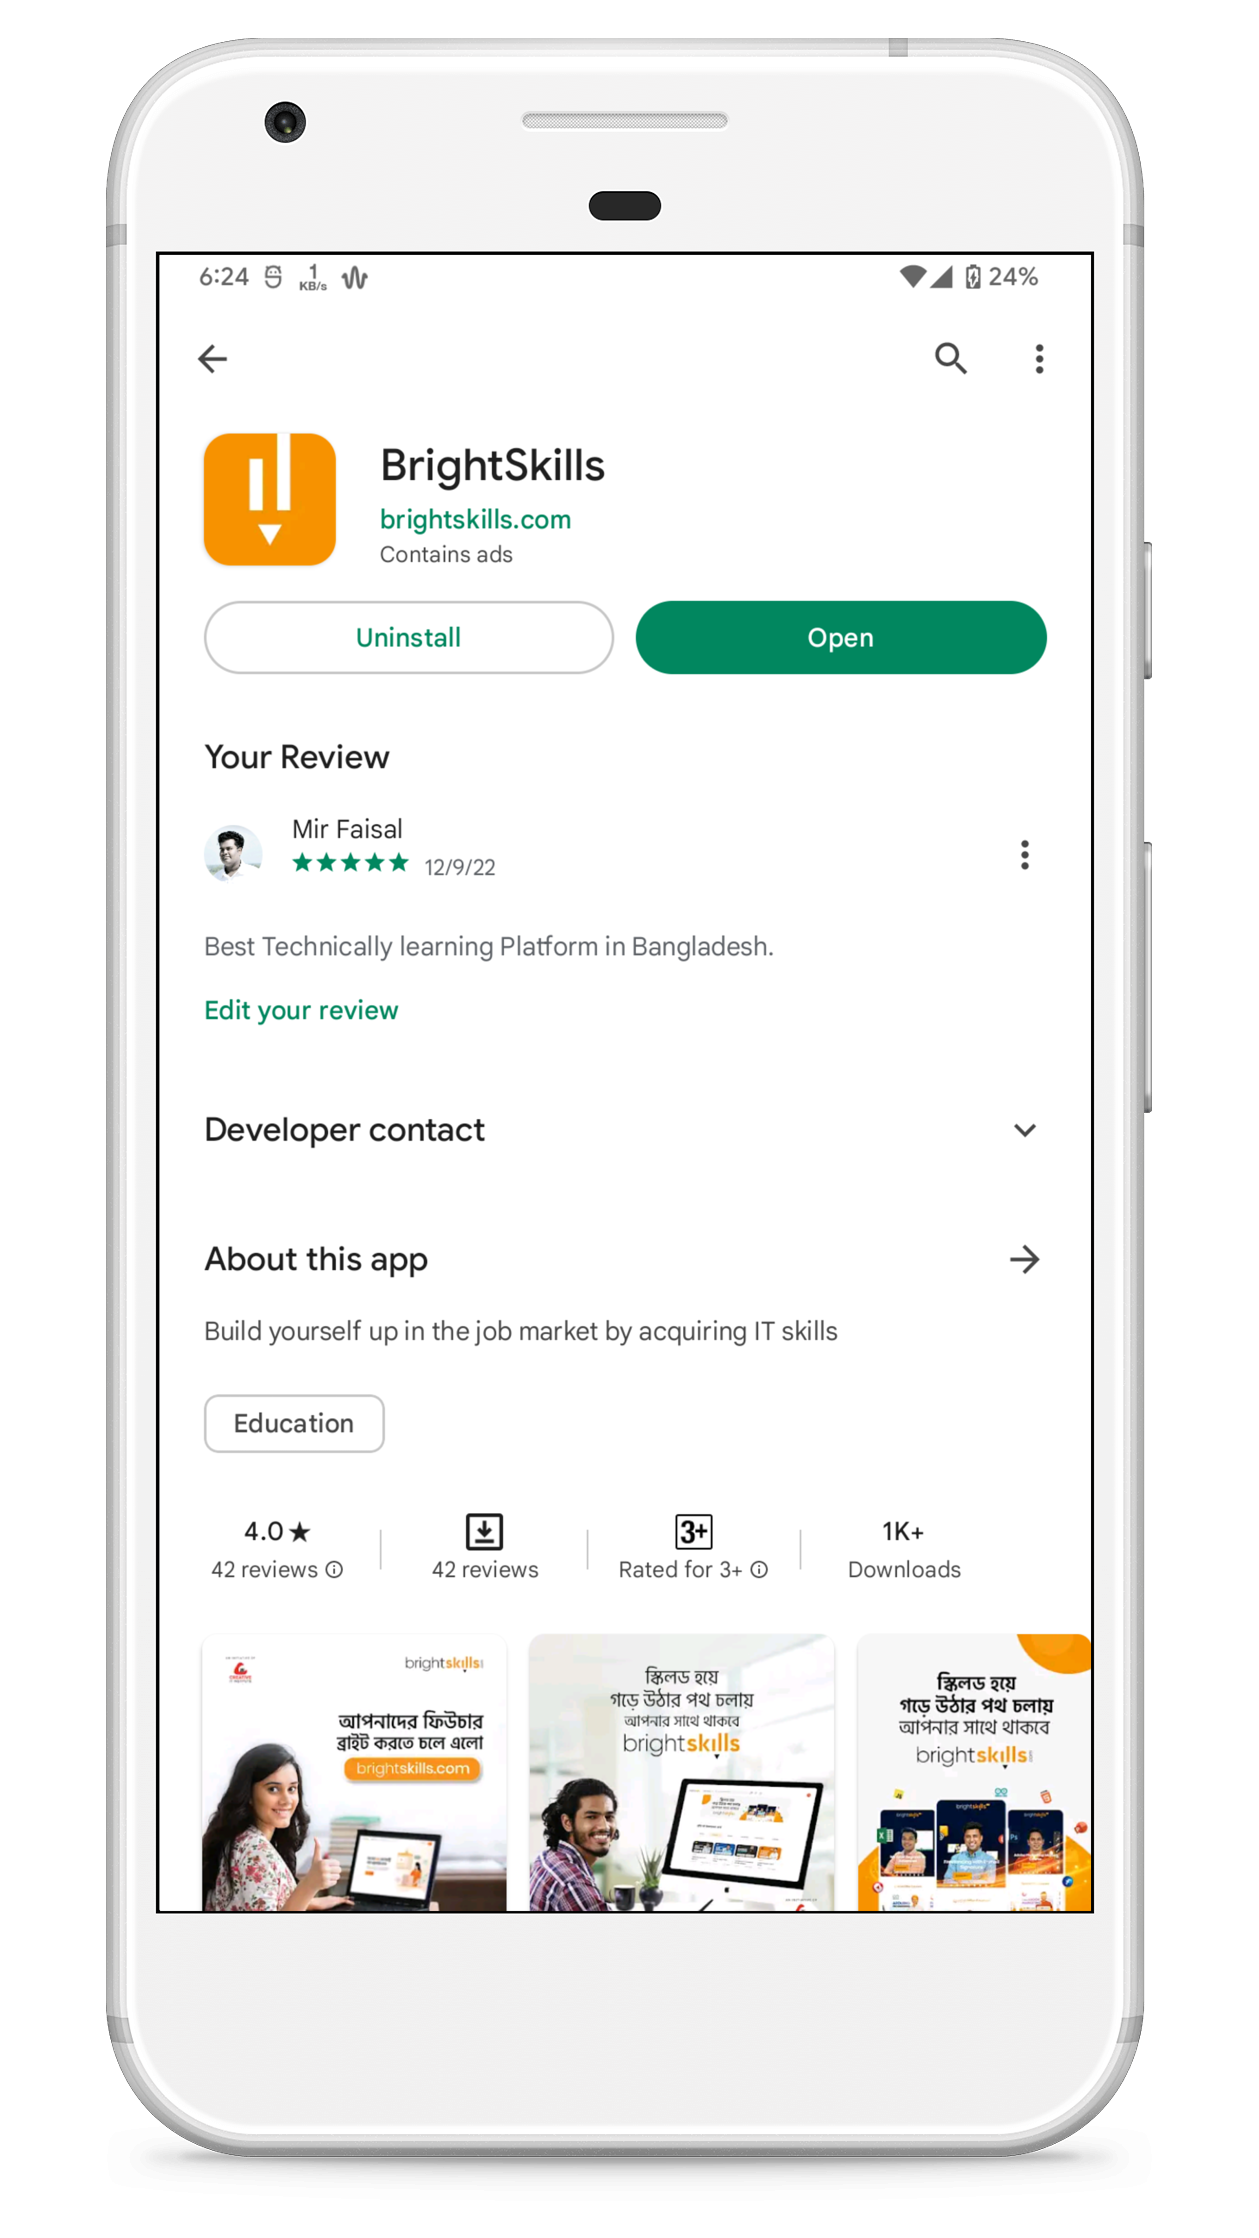 6:24
1
KB/s
24%
BrightSkills
brightskills.com
Contains ads
Uninstall
Open
Your Review
Mir Faisal
12/9/22
Best Technically learning Platform in Bangladesh.
Edit your review
Developer contact
About this app
Build yourself up in the job market by acquiring IT skills
Education
4.0★
42 reviews
42 reviews
3+
Rated for 3+
1K+
Downloads
brightskills
আপনাদের ফিউচার
ব্রাইট করতে চলে এলো
brightskills.com
স্কিলড হয়ে
গড়ে উঠার পথ চলায়
আপনার সাথে থাকবে
brightskills
স্কিলড হয়ে
গড়ে উঠার পথ চলায়
আপনার সাথে থাকবে
brightskills